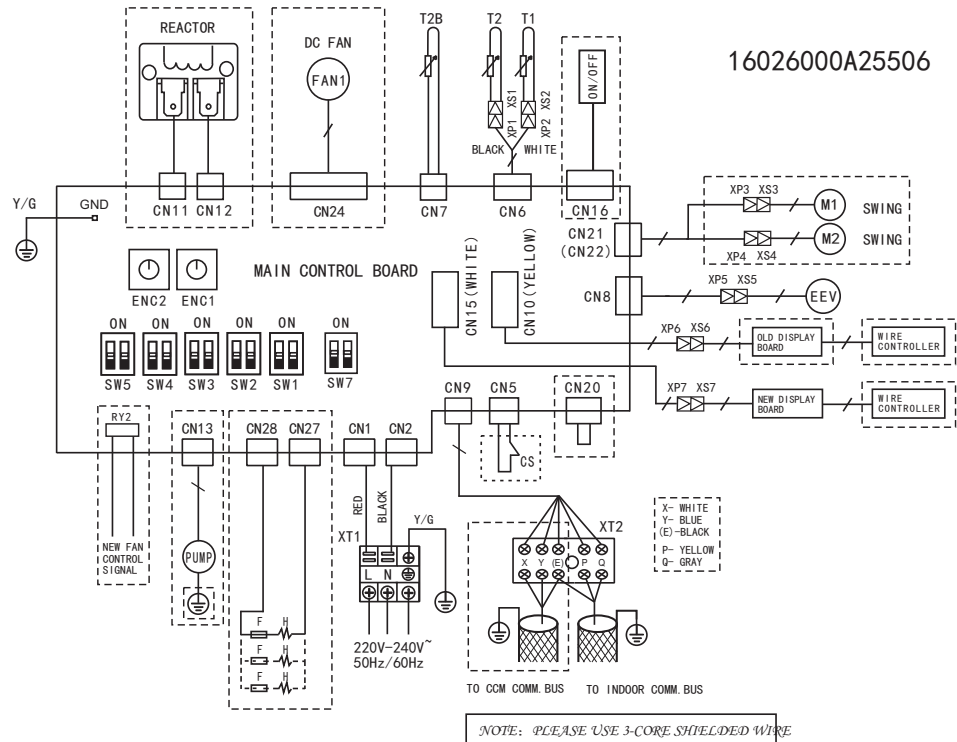 REACTOR
DC FAN
FAN1
T2B
T2
T1
XP1 XS1
XP2 XS2
BLACK
WHITE
ON/OFF
16026000A25506
Y/G
GND
CN11
CN12
CN24
CN7
CN6
CN16
CN21
(CN22)
XP3 XS3
M1
SWING
XP4 XS4
M2
SWING
ENC2
ENC1
MAIN CONTROL BOARD
CN15(WHITE)
CN10(YELLOW)
CN8
XP5 XS5
EEV
XP6 XS6
OLD DISPLAY
BOARD
WIRE
CONTROLLER
XP7 XS7
NEW DISPLAY
BOARD
WIRE
CONTROLLER
ON
ON
ON
ON
ON
ON
SW5
SW4
SW3
SW2
SW1
SW7
RY2
CN13
CN28
CN27
CN1
CN2
CN9
CN5
CN20
CS
RED
BLACK
Y/G
XT1
L N
XT2
X Y (E) P Q
X- WHITE
Y- BLUE
(E)-BLACK
P- YELLOW
Q- GRAY
NEW FAN
CONTROL
SIGNAL
PUMP
F H
F H
F H
220V-240V~
50Hz/60Hz
TO CCM COMM. BUS
TO INDOOR COMM. BUS
NOTE: PLEASE USE 3-CORE SHIELDED WIRE